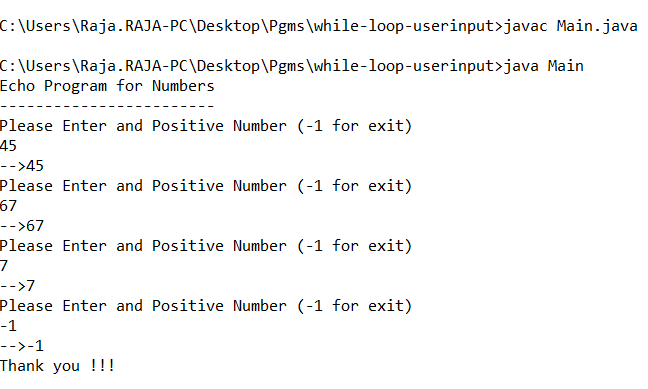 C:\Users\Raja.RAJA-PC\Desktop\Pgms\while-loop-userinput>javac Main.java
C:\Users\Raja.RAJA-PC\Desktop\Pgms\while-loop-userinput>java Main
Echo Program for Numbers
------------------------
Please Enter and Positive Number (-1 for exit)
45
-->45
Please Enter and Positive Number (-1 for exit)
67
-->67
Please Enter and Positive Number (-1 for exit)
7
-->7
Please Enter and Positive Number (-1 for exit)
-1
-->-1
Thank you !!!